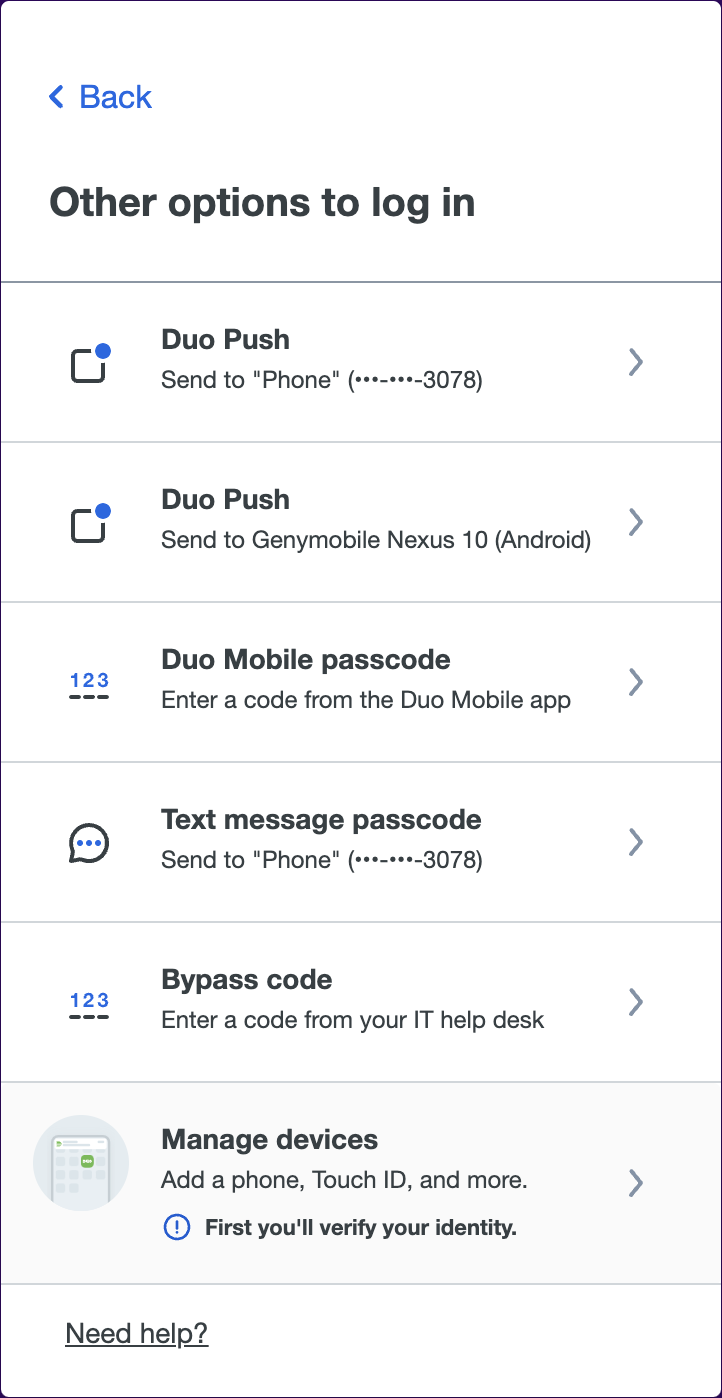 Back
Other options to log in
Duo Push
Send to "Phone" (•••-•••-3078)
Duo Push
Send to Genymobile Nexus 10 (Android)
123
Duo Mobile passcode
Enter a code from the Duo Mobile app
Text message passcode
Send to "Phone" (•••-•••-3078)
123
Bypass code
Enter a code from your IT help desk
Manage devices
Add a phone, Touch ID, and more.
First you'll verify your identity.
Need help?